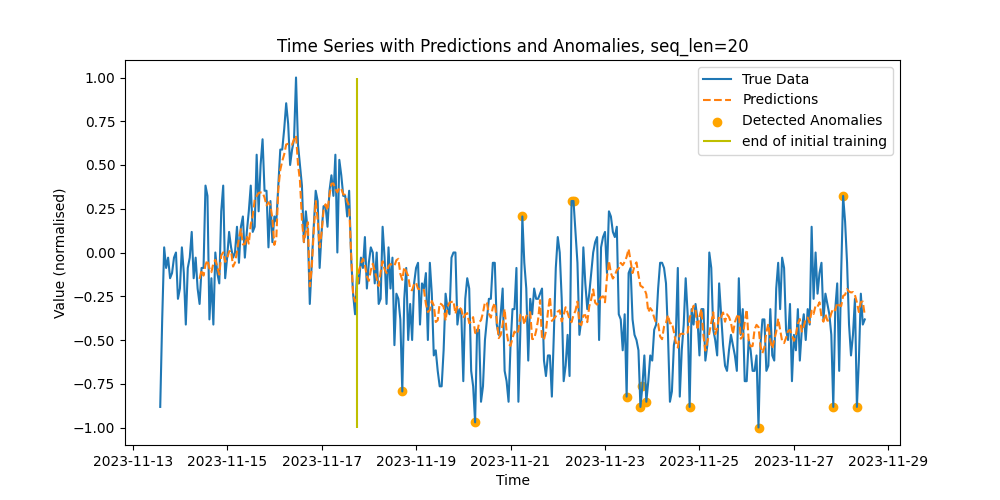 Time Series with Predictions and Anomalies, seq_len=20
True Data
Predictions
Detected Anomalies
end of initial training
Value (normalised)
1.00
0.75
0.50
0.25
0.00
−0.25
−0.50
−0.75
−1.00
2023-11-13 2023-11-15 2023-11-17 2023-11-19 2023-11-21 2023-11-23 2023-11-25 2023-11-27 2023-11-29
Time